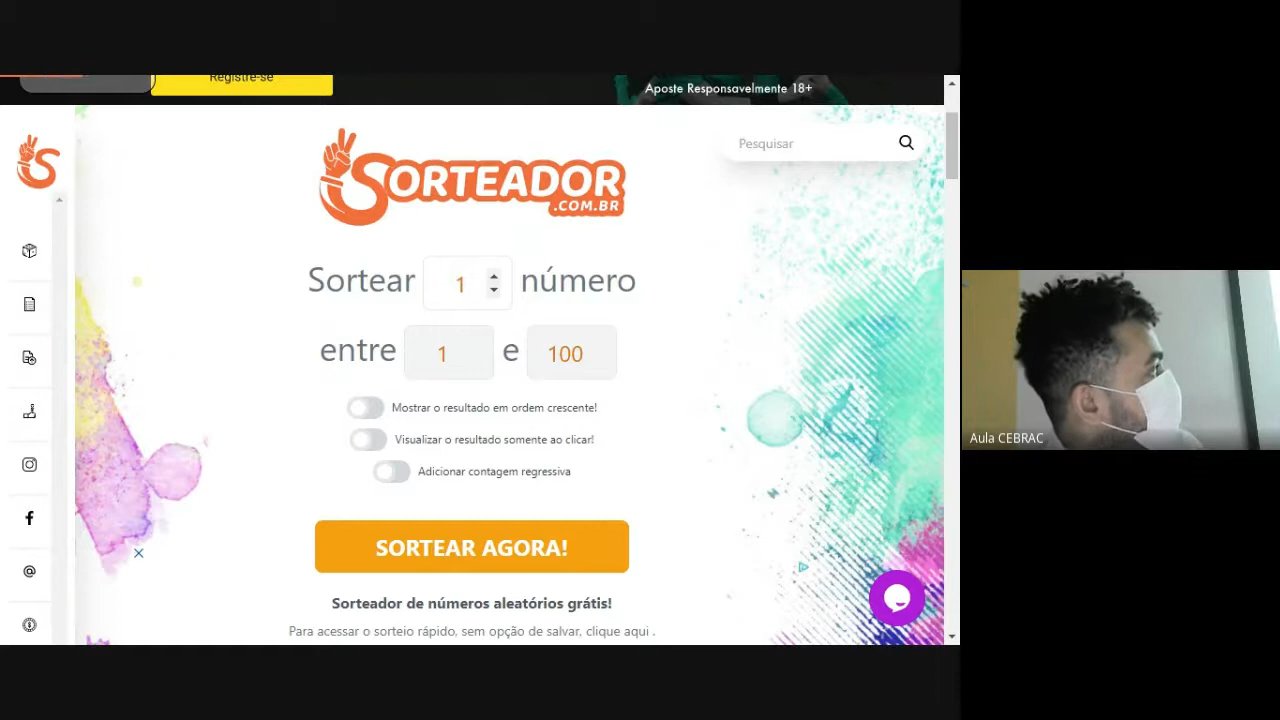 Registre-se
Aposte Responsavelmente 18+
Pesquisar
SORTEADOR
.COM.BR
Sortear 1 número
entre 1 e 100
Mostrar o resultado em ordem crescente!
Visualizar o resultado somente ao clicar!
Adicionar contagem regressiva
SORTEAR AGORA!
Sorteador de números aleatórios grátis!
Para acessar o sorteio rápido, sem opção de salvar, clique aqui .
Aula CEBRAC